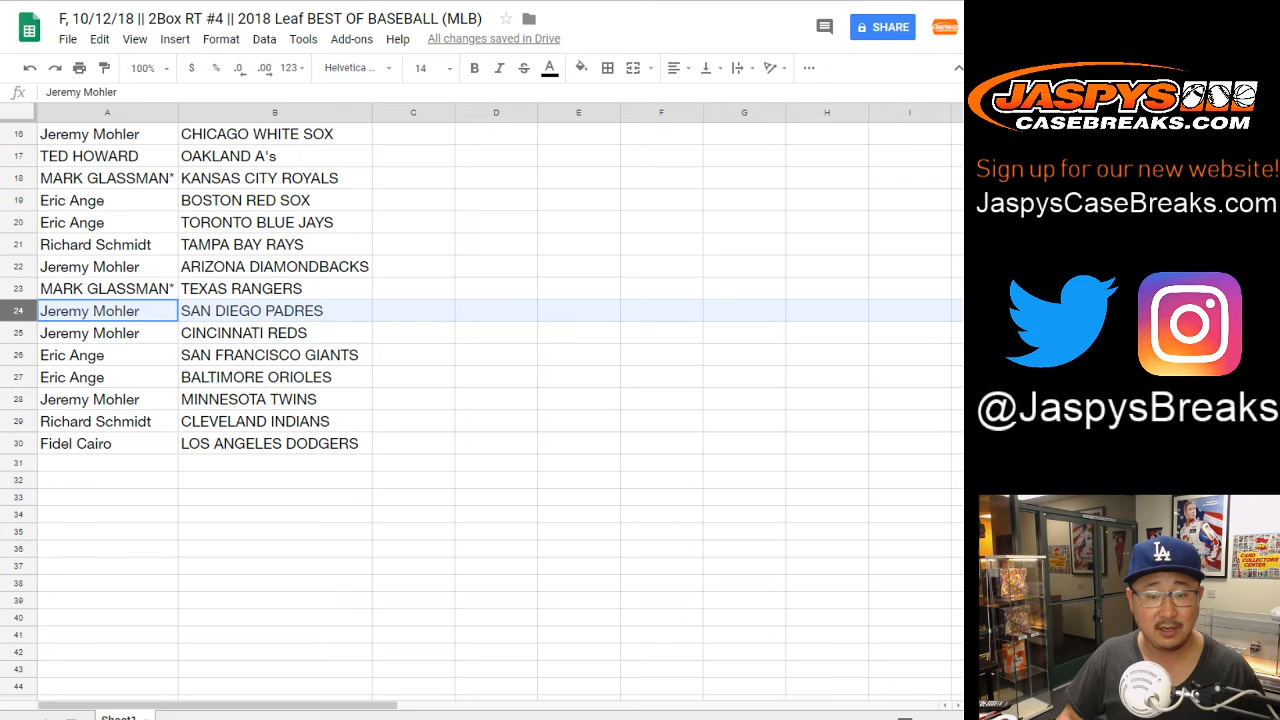 F, 10/12/18 || 2Box RT #4 || 2018 Leaf BEST OF BASEBALL (MLB)
File Edit View Insert Format Data Tools Add-ons Help All changes saved in Drive
SHARE
100% $ % .0 .00 123 Helvetica ... 14 B I S A
fx Jeremy Mohler
A B C D E F G H I
16 Jeremy Mohler CHICAGO WHITE SOX
17 TED HOWARD OAKLAND A's
18 MARK GLASSMAN* KANSAS CITY ROYALS
19 Eric Ange BOSTON RED SOX
20 Eric Ange TORONTO BLUE JAYS
21 Richard Schmidt TAMPA BAY RAYS
22 Jeremy Mohler ARIZONA DIAMONDBACKS
23 MARK GLASSMAN* TEXAS RANGERS
24 Jeremy Mohler SAN DIEGO PADRES
25 Jeremy Mohler CINCINNATI REDS
26 Eric Ange SAN FRANCISCO GIANTS
27 Eric Ange BALTIMORE ORIOLES
28 Jeremy Mohler MINNESOTA TWINS
29 Richard Schmidt CLEVELAND INDIANS
30 Fidel Cairo LOS ANGELES DODGERS
31
32
33
34
35
36
37
38
39
40
41
42
43
44
Sheet1
JASPYS
CASEBREAKS.COM
Sign up for our new website!
JaspysCaseBreaks.com
@JaspysBreaks
LA